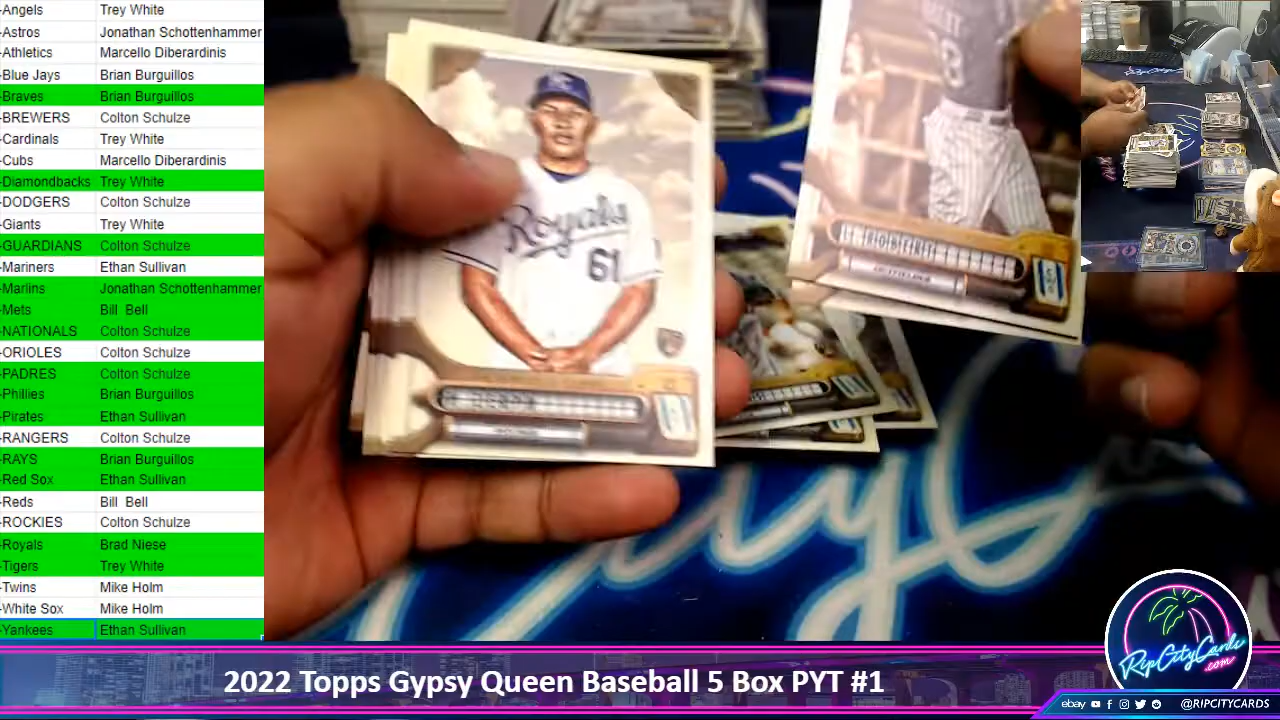 -Angels Trey White
-Astros Jonathan Schottenhammer
-Athletics Marcello Diberardinis
-Blue Jays Brian Burguillos
-Braves Brian Burguillos
-BREWERS Colton Schulze
-Cardinals Trey White
-Cubs Marcello Diberardinis
-Diamondbacks Trey White
-DODGERS Colton Schulze
-Giants Trey White
-GUARDIANS Colton Schulze
-Mariners Ethan Sullivan
-Marlins Jonathan Schottenhammer
-Mets Bill Bell
-NATIONALS Colton Schulze
-ORIOLES Colton Schulze
-PADRES Colton Schulze
-Phillies Brian Burguillos
-Pirates Ethan Sullivan
-RANGERS Colton Schulze
-RAYS Brian Burguillos
-Red Sox Ethan Sullivan
-Reds Bill Bell
-ROCKIES Colton Schulze
-Royals Brad Niese
-Tigers Trey White
-Twins Mike Holm
-White Sox Mike Holm
-Yankees Ethan Sullivan
Royals
61
RipCityCards
.com
2022 Topps Gypsy Queen Baseball 5 Box PYT #1
ebay @RIPCITYCARDS